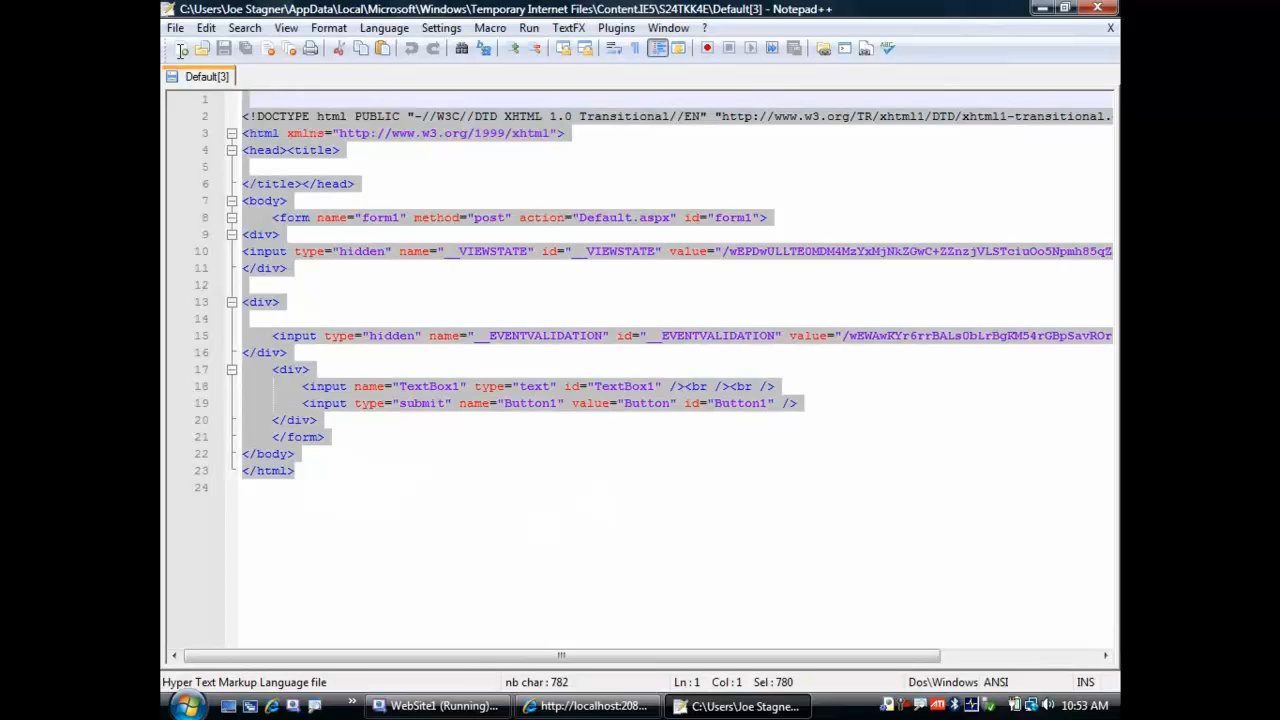 C:\Users\Joe Stagner\AppData\Local\Microsoft\Windows\Temporary Internet Files\Content.IE5\S24TKK4E\Default[3] - Notepad++
File Edit Search View Format Language Settings Macro Run TextFX Plugins Window ? X
Default[3]
1
2 <!DOCTYPE html PUBLIC "-//W3C//DTD XHTML 1.0 Transitional//EN" "http://www.w3.org/TR/xhtml1/DTD/xhtml1-transitional.
3 <html xmlns="http://www.w3.org/1999/xhtml">
4 <head><title>
5
6 </title></head>
7 <body>
8 <form name="form1" method="post" action="Default.aspx" id="form1">
9 <div>
10 <input type="hidden" name="__VIEWSTATE" id="__VIEWSTATE" value="/wEPDwULLTE0MDM4MzYxMjNkZGwC+ZZnzjVLSTciuOo5Npmh85qZ
11 </div>
12
13 <div>
14
15 <input type="hidden" name="__EVENTVALIDATION" id="__EVENTVALIDATION" value="/wEWAwKYr6rrBALs0bLrBgKM54rGBpSavROr
16 </div>
17 <div>
18 <input name="TextBox1" type="text" id="TextBox1" /><br /><br />
19 <input type="submit" name="Button1" value="Button" id="Button1" />
20 </div>
21 </form>
22 </body>
23 </html>
24
Hyper Text Markup Language file nb char : 782 Ln : 1 Col : 1 Sel : 780 Dos\Windows ANSI INS
WebSite1 (Running)... http://localhost:208... C:\Users\Joe Stagne... 10:53 AM